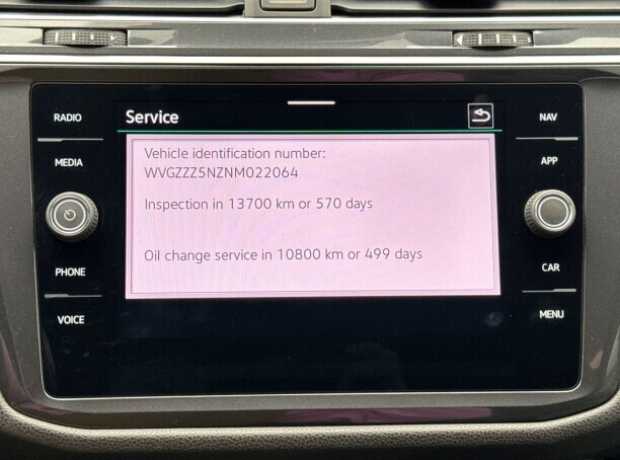 RADIO
MEDIA
PHONE
VOICE
Service
Vehicle identification number:
WVGZZZ5NZNM022064
Inspection in 13700 km or 570 days
Oil change service in 10800 km or 499 days
NAV
APP
CAR
MENU